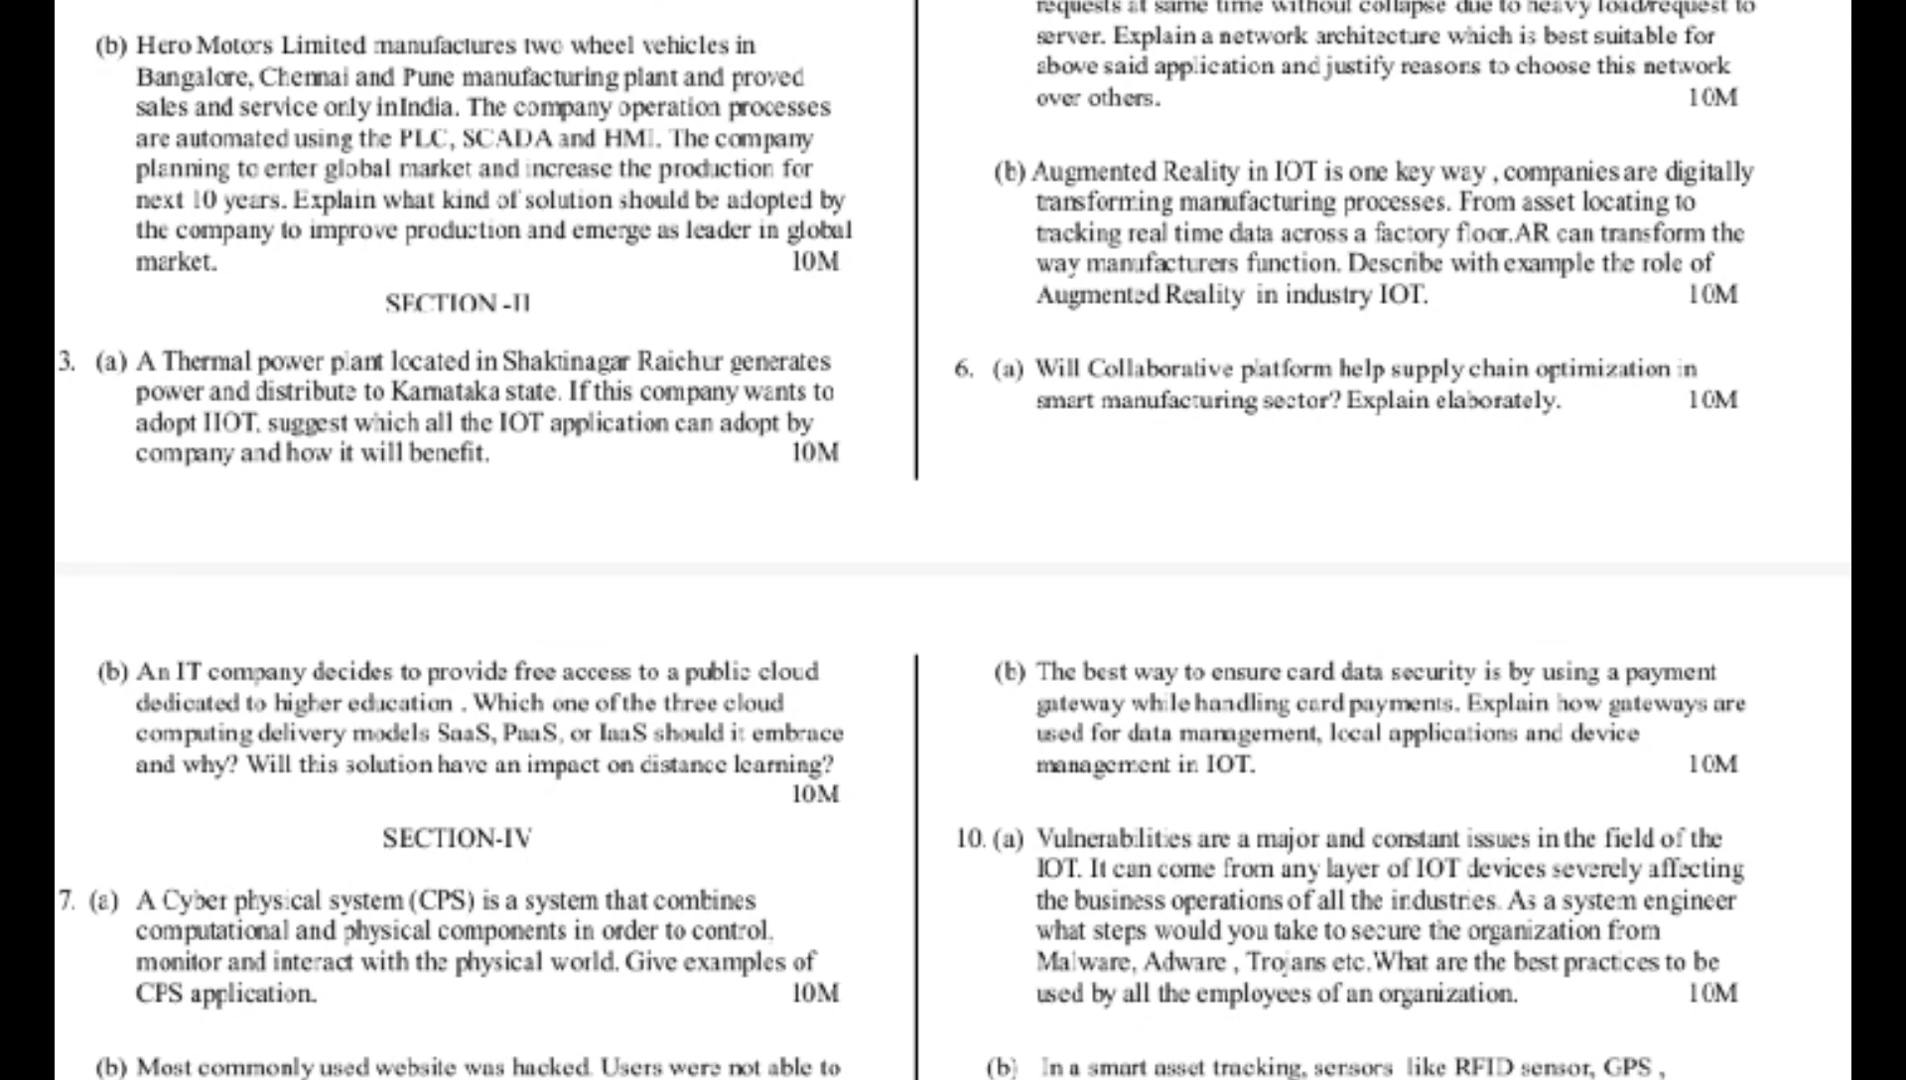 (b) Hero Motors Limited manufactures two wheel vehicles in
Bangalore, Chennai and Pune manufacturing plant and proved
sales and service only inIndia. The company operation processes
are automated using the PLC, SCADA and HMI. The company
planning to enter global market and increase the production for
next 10 years. Explain what kind of solution should be adopted by
the company to improve production and emerge as leader in global
market. 10M
SECTION -II
3. (a) A Thermal power plant located in Shaktinagar Raichur generates
power and distribute to Karnataka state. If this company wants to
adopt IIOT, suggest which all the IOT application can adopt by
company and how it will benefit. 10M
requests at same time without collapse due to heavy load/request to
server. Explain a network architecture which is best suitable for
above said application and justify reasons to choose this network
over others. 10M
(b) Augmented Reality in IOT is one key way , companies are digitally
transforming manufacturing processes. From asset locating to
tracking real time data across a factory floor.AR can transform the
way manufacturers function. Describe with example the role of
Augmented Reality in industry IOT. 10M
6. (a) Will Collaborative platform help supply chain optimization in
smart manufacturing sector? Explain elaborately. 10M
(b) An IT company decides to provide free access to a public cloud
dedicated to higher education . Which one of the three cloud
computing delivery models SaaS, PaaS, or IaaS should it embrace
and why? Will this solution have an impact on distance learning?
10M
SECTION-IV
7. (a) A Cyber physical system (CPS) is a system that combines
computational and physical components in order to control,
monitor and interact with the physical world. Give examples of
CPS application. 10M
(b) Most commonly used website was hacked. Users were not able to
(b) The best way to ensure card data security is by using a payment
gateway while handling card payments. Explain how gateways are
used for data management, local applications and device
management in IOT. 10M
10. (a) Vulnerabilities are a major and constant issues in the field of the
IOT. It can come from any layer of IOT devices severely affecting
the business operations of all the industries. As a system engineer
what steps would you take to secure the organization from
Malware, Adware , Trojans etc.What are the best practices to be
used by all the employees of an organization. 10M
(b) In a smart asset tracking, sensors like RFID sensor, GPS ,